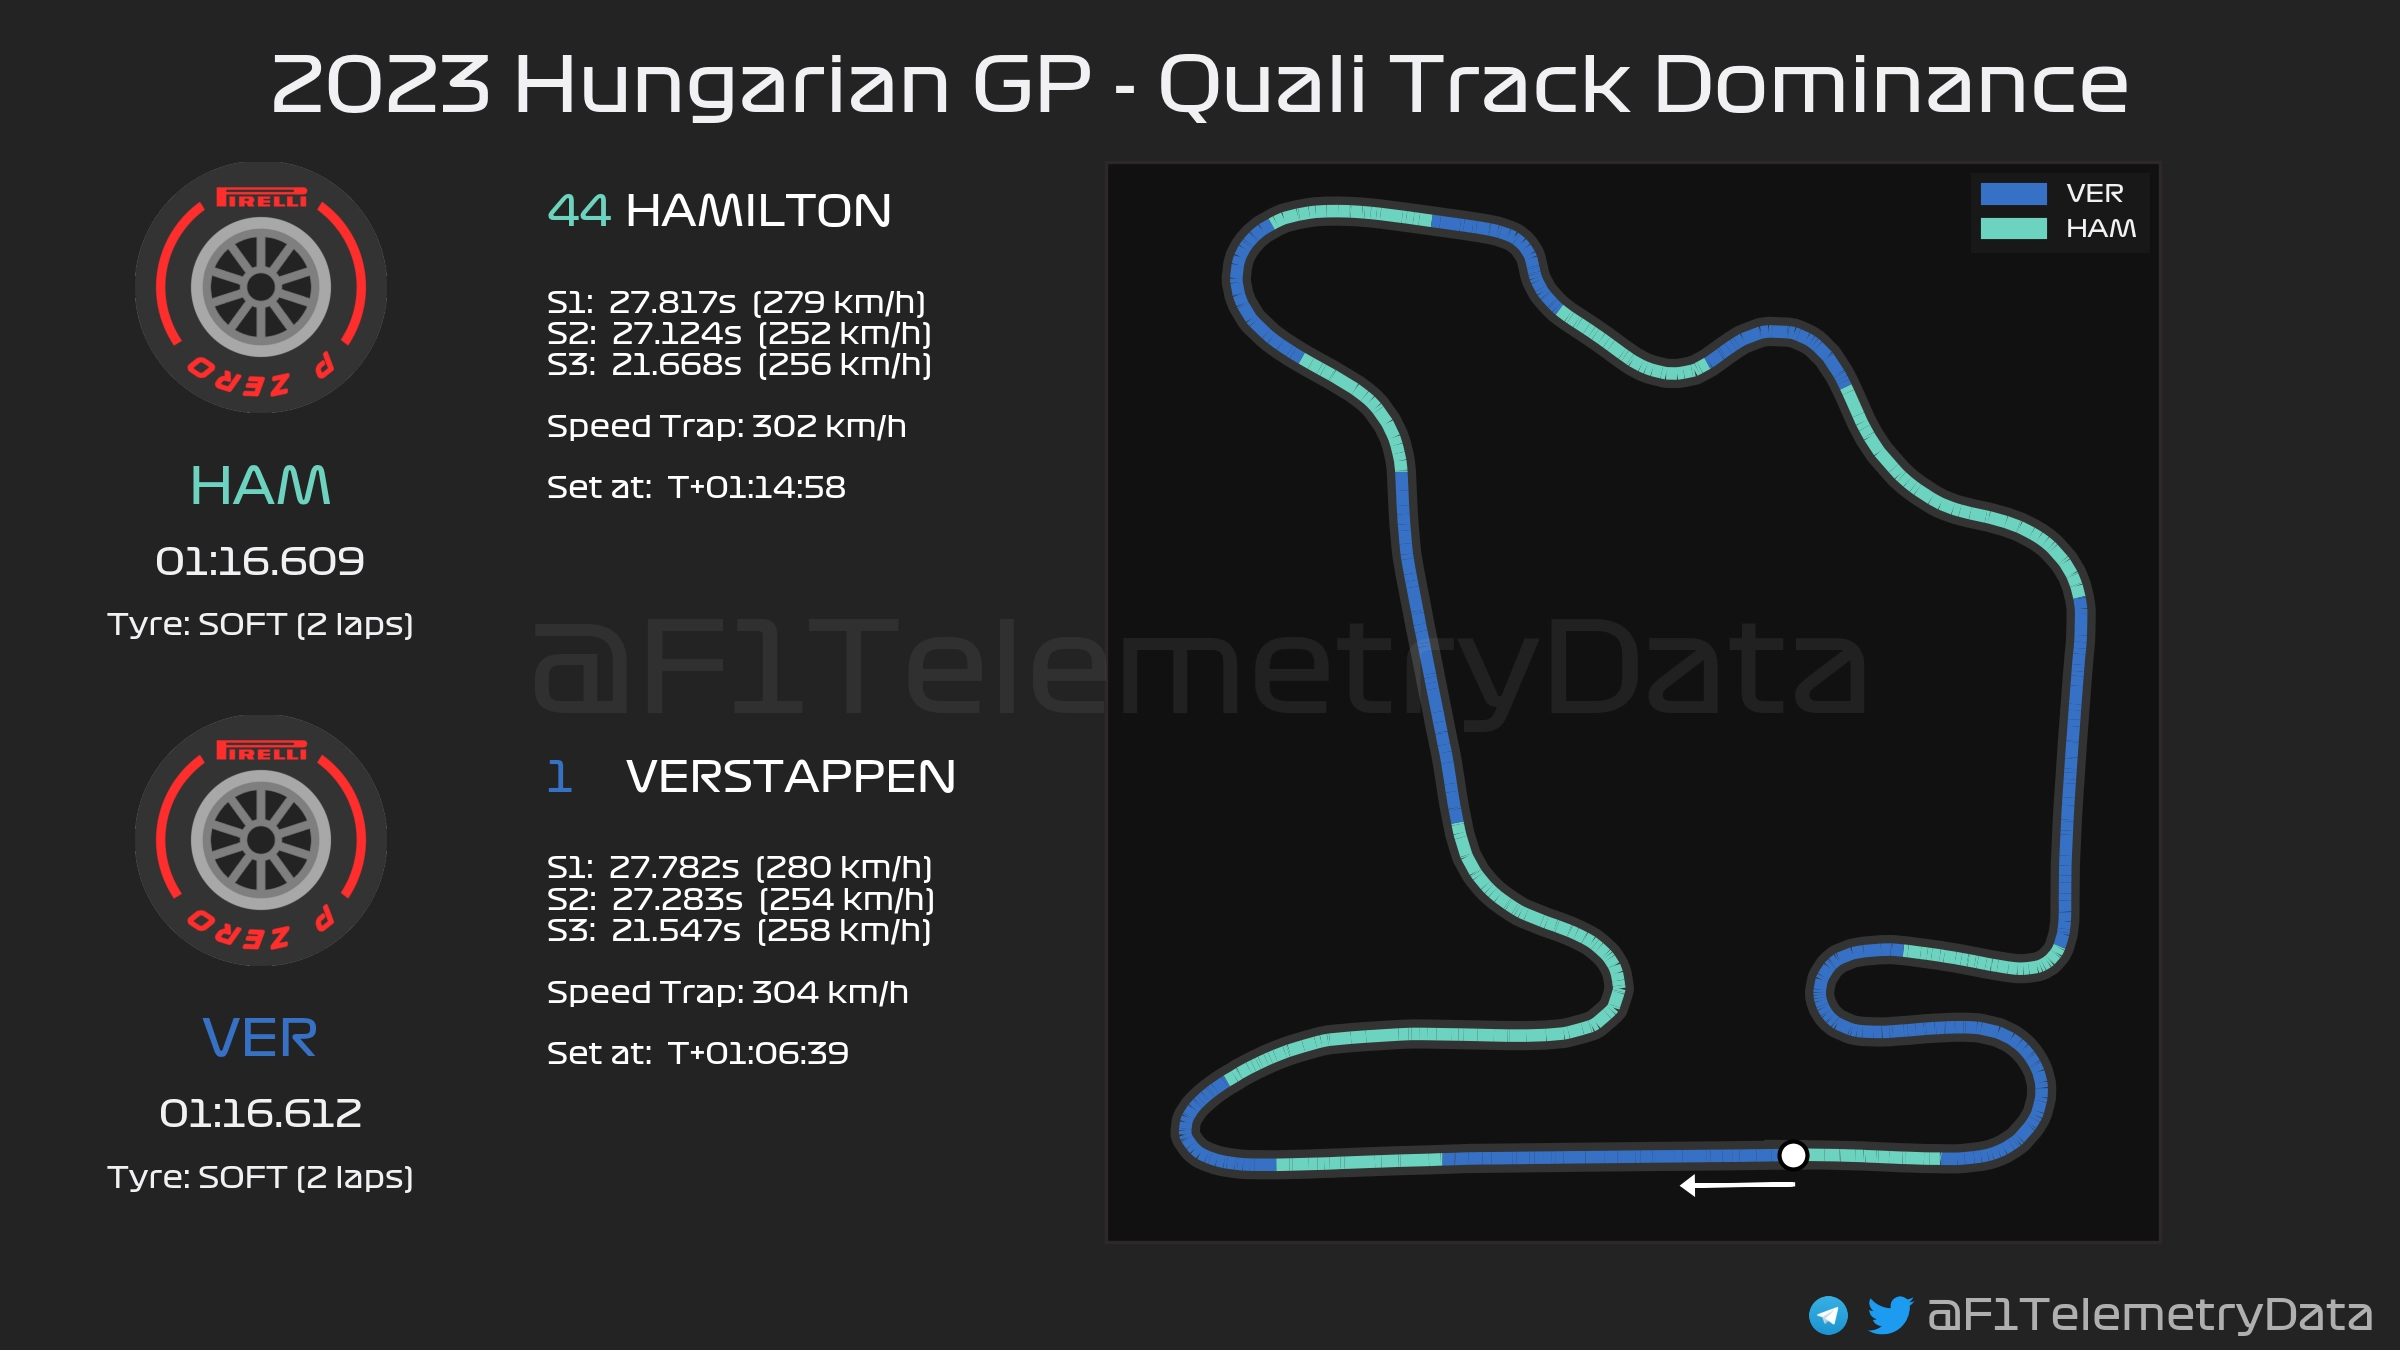 2023 Hungarian GP - Quali Track Dominance
PIRELLI
P ZERO
HAM
01:16.609
Tyre: SOFT (2 laps)
44 HAMILTON
S1: 27.817s (279 km/h)
S2: 27.124s (252 km/h)
S3: 21.668s (256 km/h)
Speed Trap: 302 km/h
Set at: T+01:14:58
PIRELLI
P ZERO
VER
01:16.612
Tyre: SOFT (2 laps)
1 VERSTAPPEN
S1: 27.782s (280 km/h)
S2: 27.283s (254 km/h)
S3: 21.547s (258 km/h)
Speed Trap: 304 km/h
Set at: T+01:06:39
VER
HAM
@F1TelemetryData
@F1TelemetryData